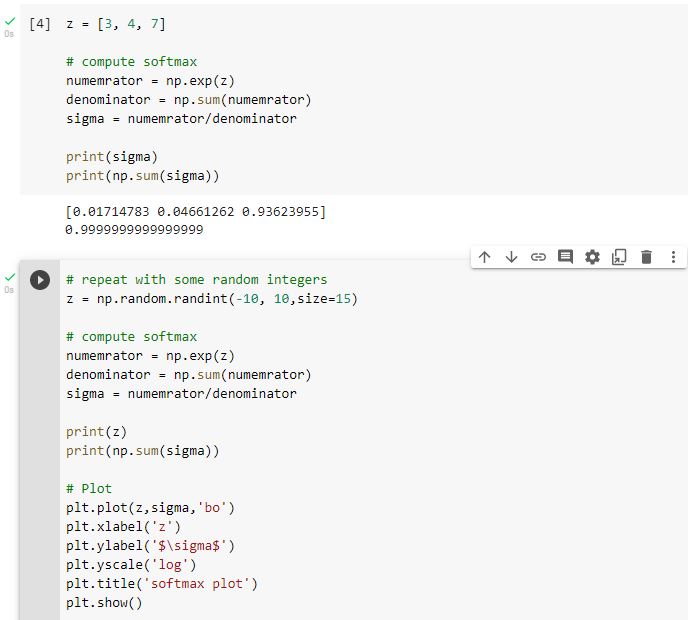 [4] z = [3, 4, 7]
0s
# compute softmax
numemrator = np.exp(z)
denominator = np.sum(numemrator)
sigma = numemrator/denominator
print(sigma)
print(np.sum(sigma))
[0.01714783 0.04661262 0.93623955]
0.9999999999999999
# repeat with some random integers
0s
z = np.random.randint(-10, 10,size=15)
# compute softmax
numemrator = np.exp(z)
denominator = np.sum(numemrator)
sigma = numemrator/denominator
print(z)
print(np.sum(sigma))
# Plot
plt.plot(z,sigma,'bo')
plt.xlabel('z')
plt.ylabel('$\sigma$')
plt.yscale('log')
plt.title('softmax plot')
plt.show()